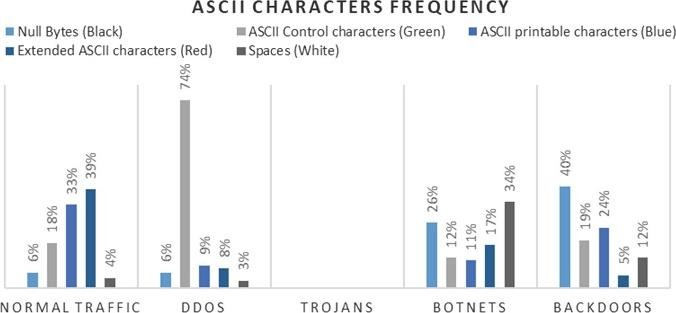 ASCII CHARACTERS FREQUENCY
Null Bytes (Black) ASCII Control characters (Green) ASCII printable characters (Blue)
Extended ASCII characters (Red) Spaces (White)
6% 18% 33% 39% 4% 6% 74% 9% 8% 3% 26% 12% 11% 17% 34% 40% 19% 24% 5% 12%
NORMAL TRAFFIC DDOS TROJANS BOTNETS BACKDOORS